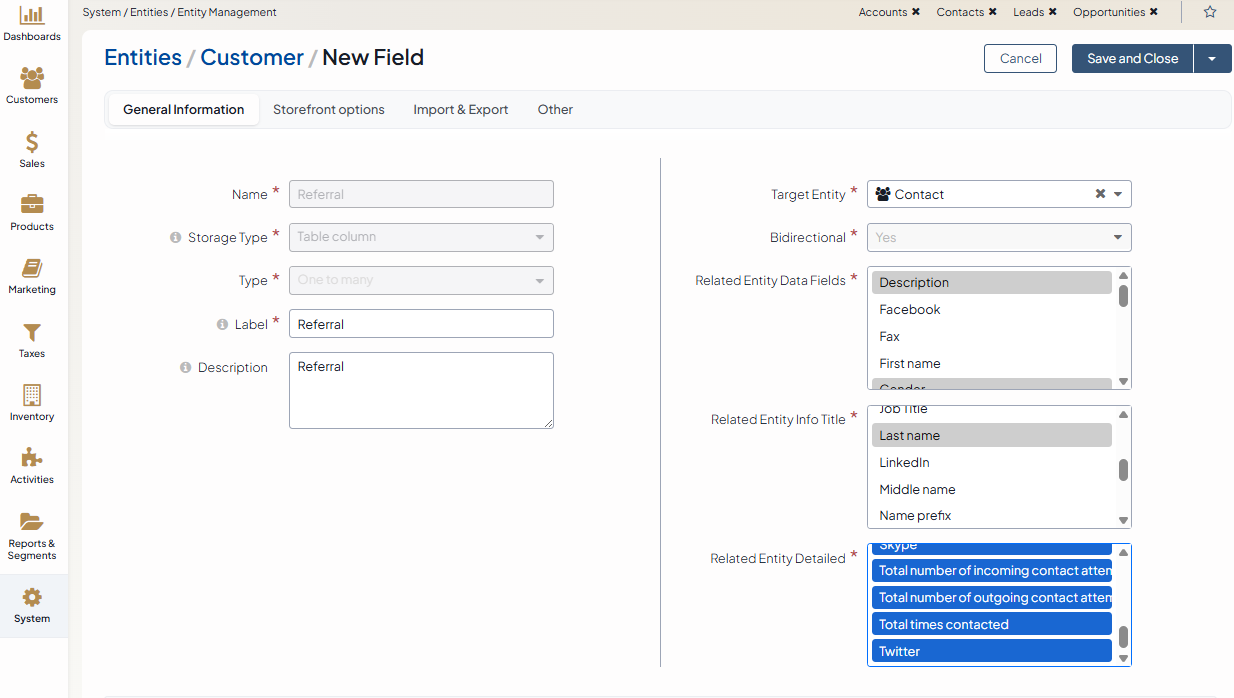 System / Entities / Entity Management
Accounts ✖ Contacts ✖ Leads ✖ Opportunities ✖
Dashboards
Customers
Sales
Products
Marketing
Taxes
Inventory
Activities
Reports &
Segments
System
Entities / Customer / New Field
Cancel
Save and Close
General Information
Storefront options
Import & Export
Other
Name *
Referral
Storage Type *
Table column
Type *
One to many
Label *
Referral
Description
Referral
Target Entity *
Contact
Bidirectional *
Yes
Related Entity Data Fields *
Description
Facebook
Fax
First name
Gender
Related Entity Info Title *
Job Title
Last name
LinkedIn
Middle name
Name prefix
Related Entity Detailed *
Skype
Total number of incoming contact attem
Total number of outgoing contact attem
Total times contacted
Twitter